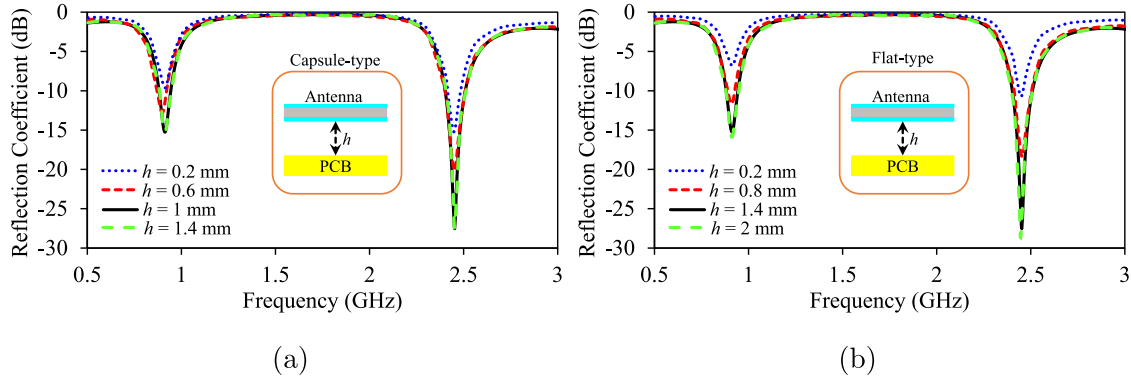 Reflection Coefficient (dB)
0
-5
-10
-15
-20
-25
-30
Capsule-type
Antenna
h
PCB
h = 0.2 mm
h = 0.6 mm
h = 1 mm
h = 1.4 mm
0.5 1 1.5 2 2.5 3
Frequency (GHz)
(a)
Reflection Coefficient (dB)
0
-5
-10
-15
-20
-25
-30
Flat-type
Antenna
h
PCB
h = 0.2 mm
h = 0.8 mm
h = 1.4 mm
h = 2 mm
0.5 1 1.5 2 2.5 3
Frequency (GHz)
(b)